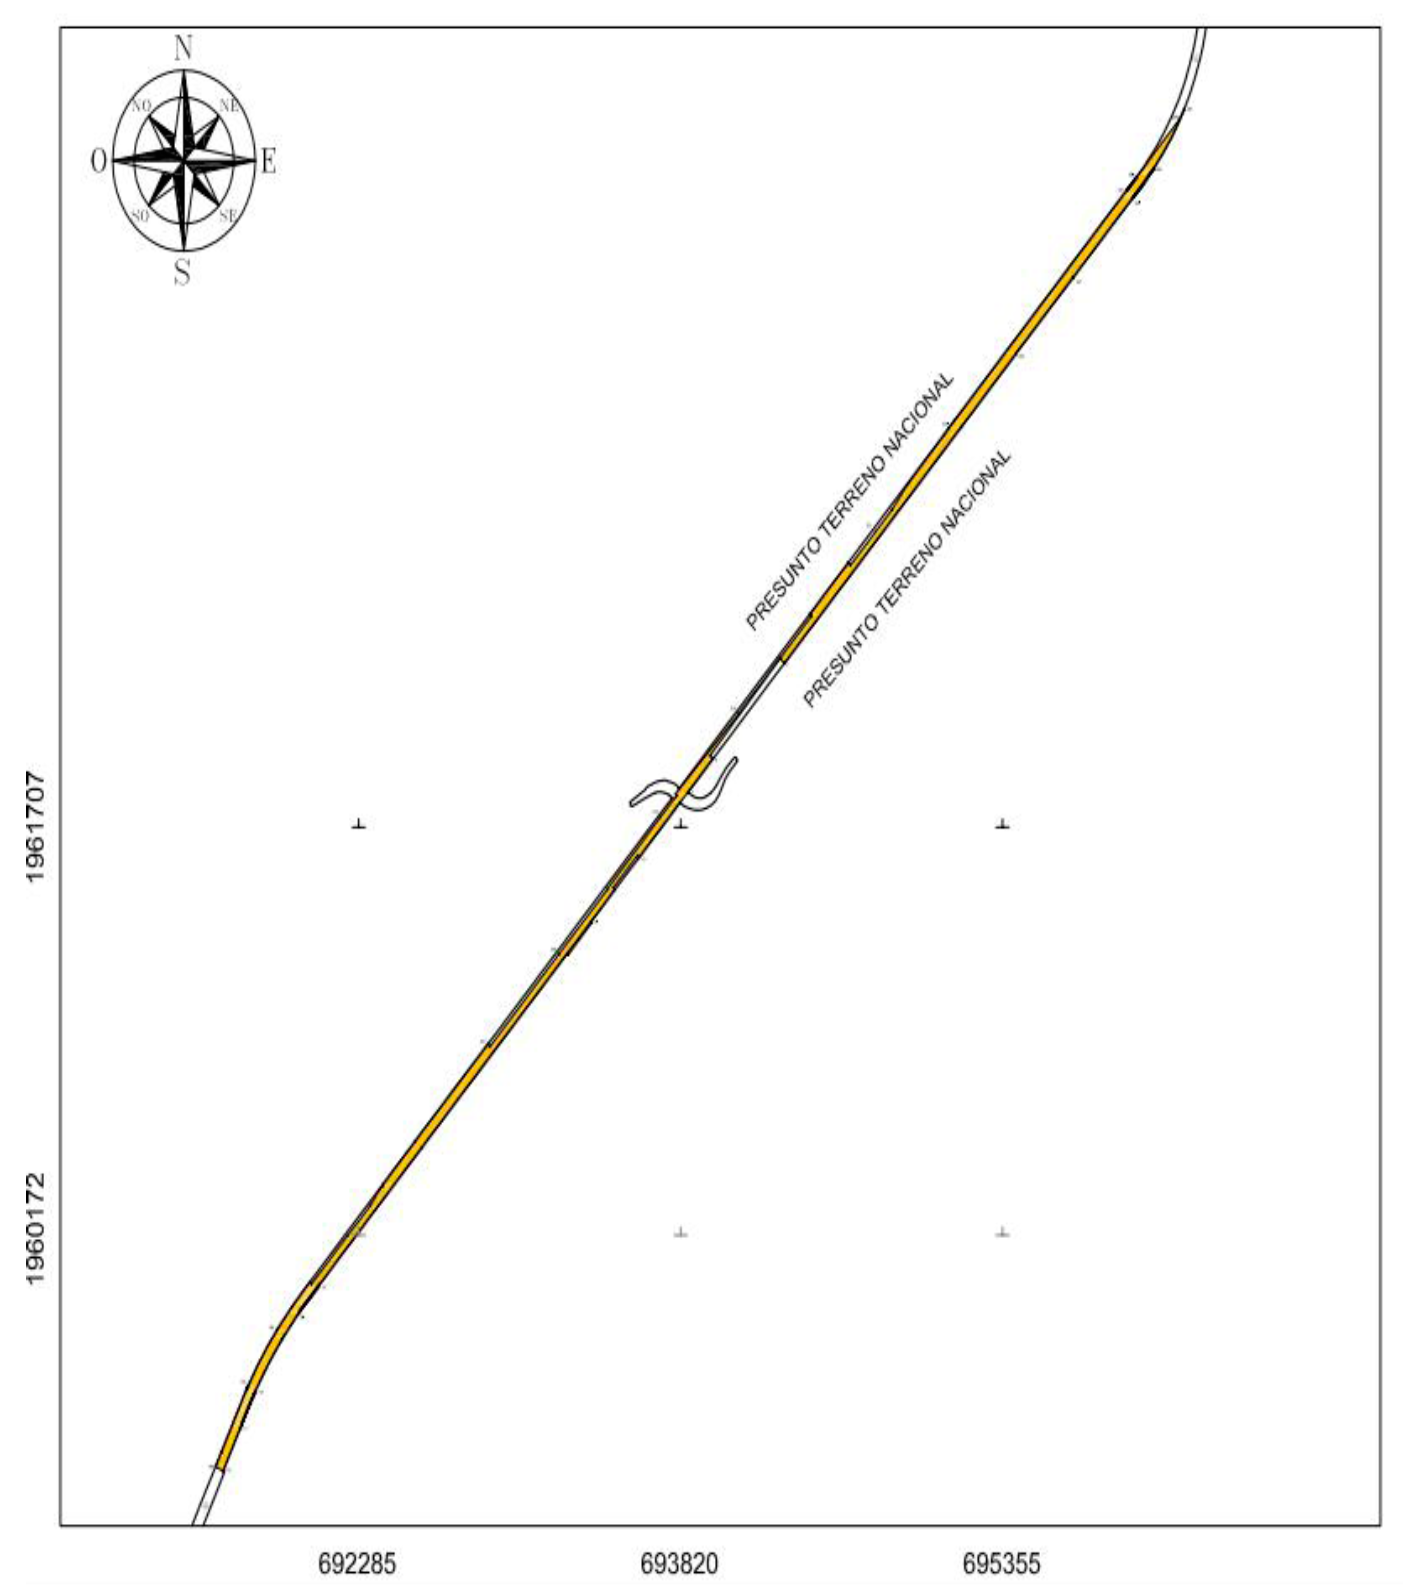 N
NO
NE
O
E
SO
SE
S
PRESUNTO TERRENO NACIONAL
PRESUNTO TERRENO NACIONAL
1961707
1960172
692285
693820
695355